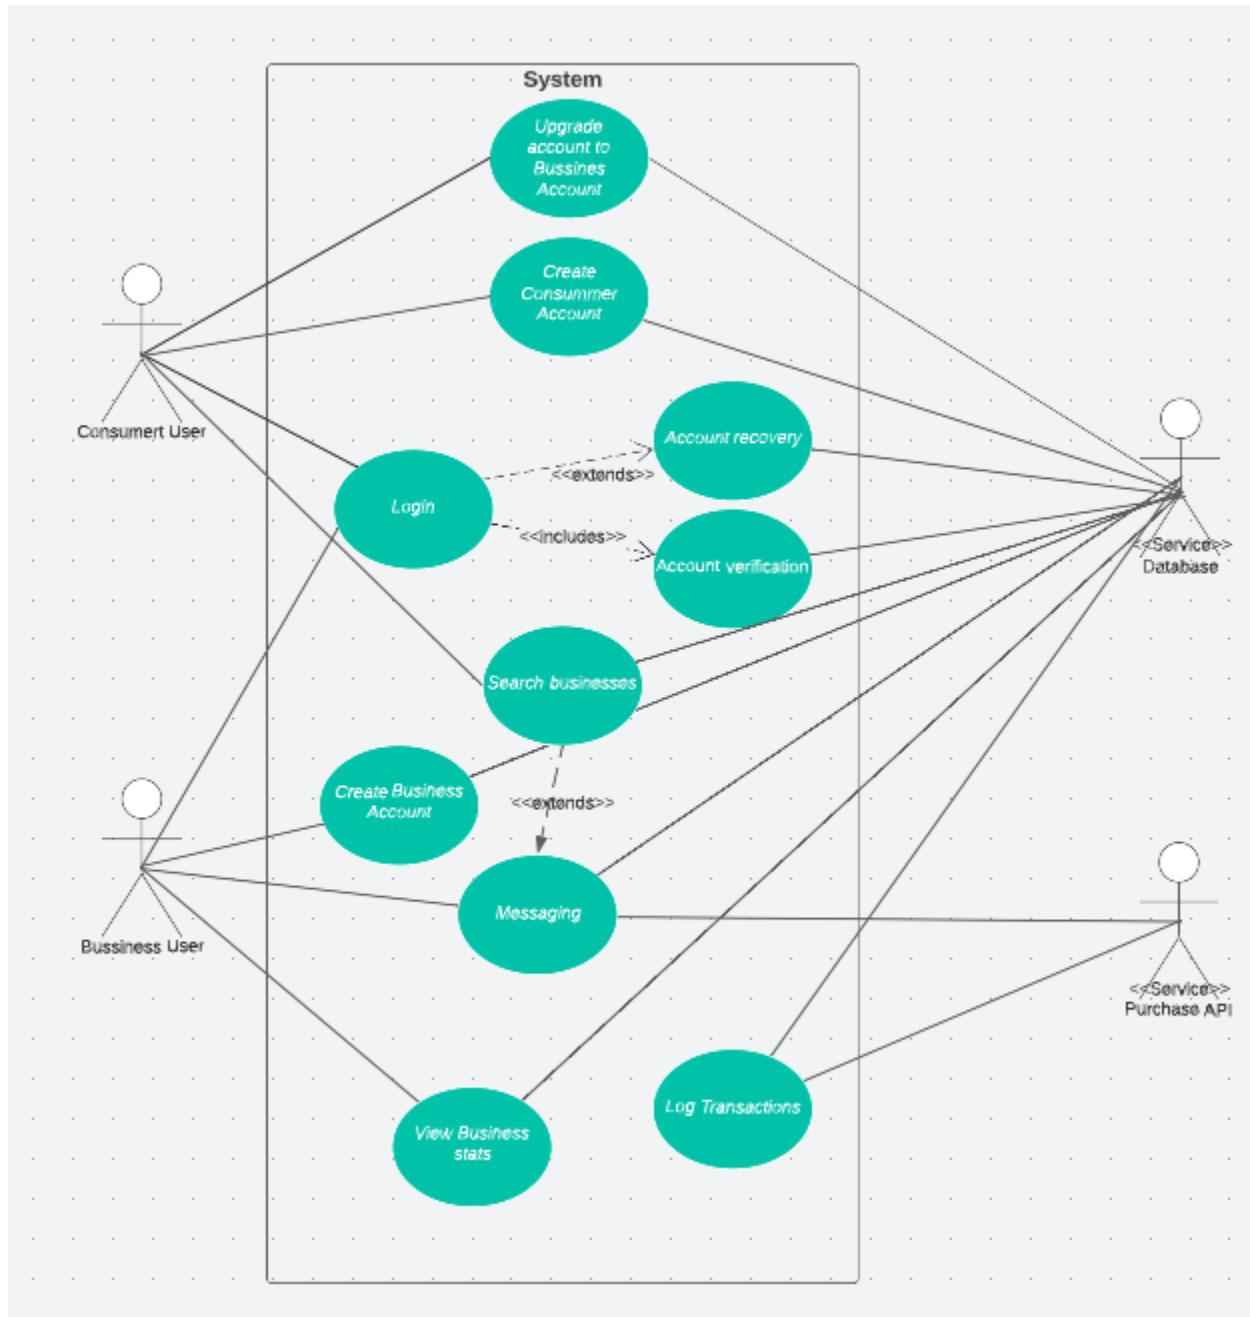 System
Upgrade
account to
Bussines
Account
Create
Consummer
Account
Consumert User
Account recovery
<<extends>>
Login
<<includes>>
Account verification
<<Service>>
Database
Search businesses
Create Business
Account
<<extends>>
Messaging
Bussiness User
<<Service>>
Purchase API
Log Transactions
View Business
stats